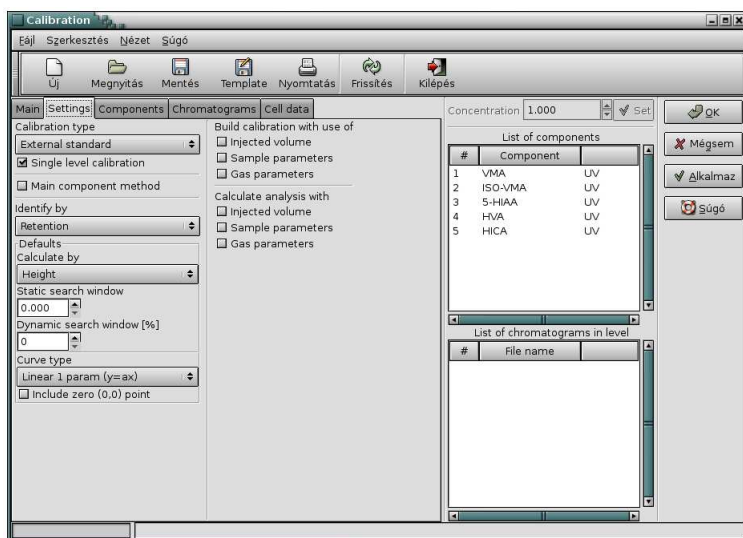 Calibration
Fájl Szerkesztés Nézet Súgó
Új Megnyitás Mentés Template Nyomtatás Frissítés Kilépés
Main Settings Components Chromatograms Cell data
Calibration type
External standard
Single level calibration
Main component method
Identify by
Retention
Defaults
Calculate by
Height
Static search window
0.000
Dynamic search window [%]
0
Curve type
Linear 1 param (y=ax)
Include zero (0,0) point
Build calibration with use of
Injected volume
Sample parameters
Gas parameters
Calculate analysis with
Injected volume
Sample parameters
Gas parameters
Concentration 1.000 Set
List of components
# Component
1 VMA UV
2 ISO-VMA UV
3 5-HIAA UV
4 HVA UV
5 HICA UV
List of chromatograms in level
# File name
OK
Mégsem
Alkalmaz
Súgó